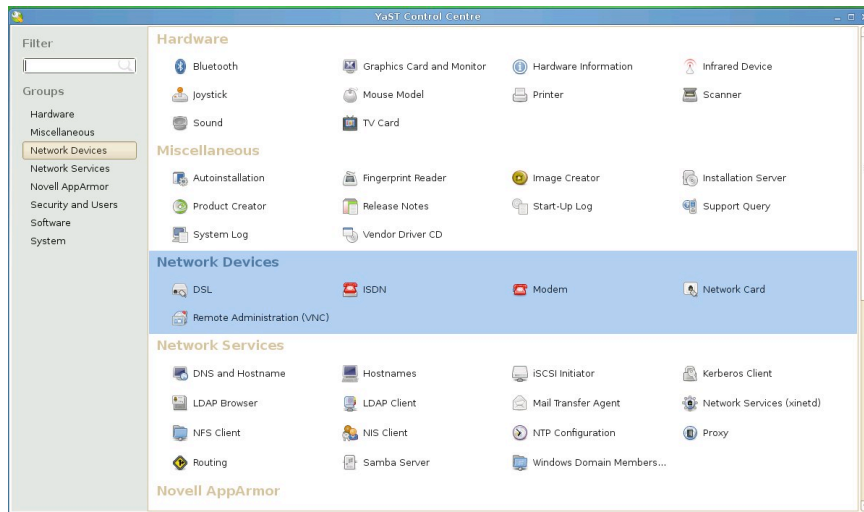 YaST Control Centre
Filter
Groups
Hardware
Miscellaneous
Network Devices
Network Services
Novell AppArmor
Security and Users
Software
System
Hardware
Bluetooth
Graphics Card and Monitor
Hardware Information
Infrared Device
Joystick
Mouse Model
Printer
Scanner
Sound
TV Card
Miscellaneous
Autoinstallation
Fingerprint Reader
Image Creator
Installation Server
Product Creator
Release Notes
Start-Up Log
Support Query
System Log
Vendor Driver CD
Network Devices
DSL
ISDN
Modem
Network Card
Remote Administration (VNC)
Network Services
DNS and Hostname
Hostnames
iSCSI Initiator
Kerberos Client
LDAP Browser
LDAP Client
Mail Transfer Agent
Network Services (xinetd)
NFS Client
NIS Client
NTP Configuration
Proxy
Routing
Samba Server
Windows Domain Members...
Novell AppArmor